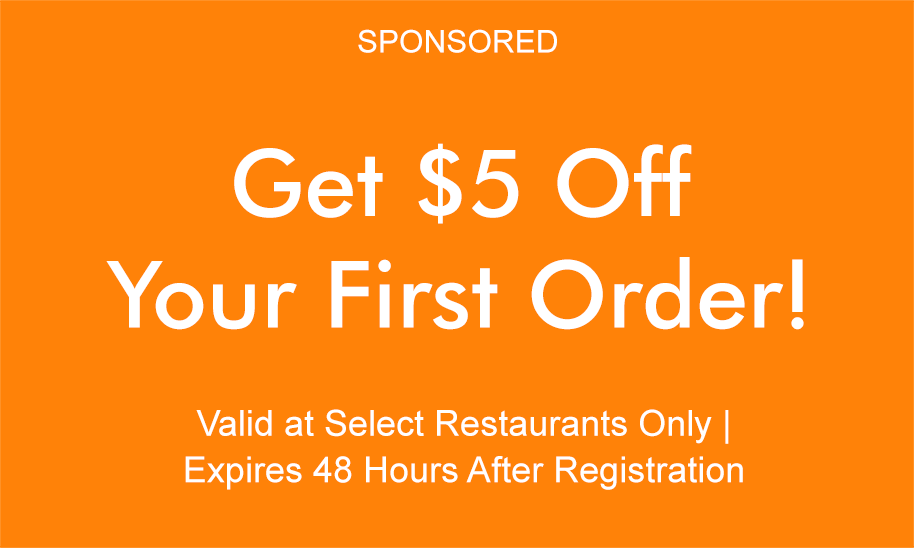 SPONSORED
Get $5 Off
Your First Order!
Valid at Select Restaurants Only |
Expires 48 Hours After Registration